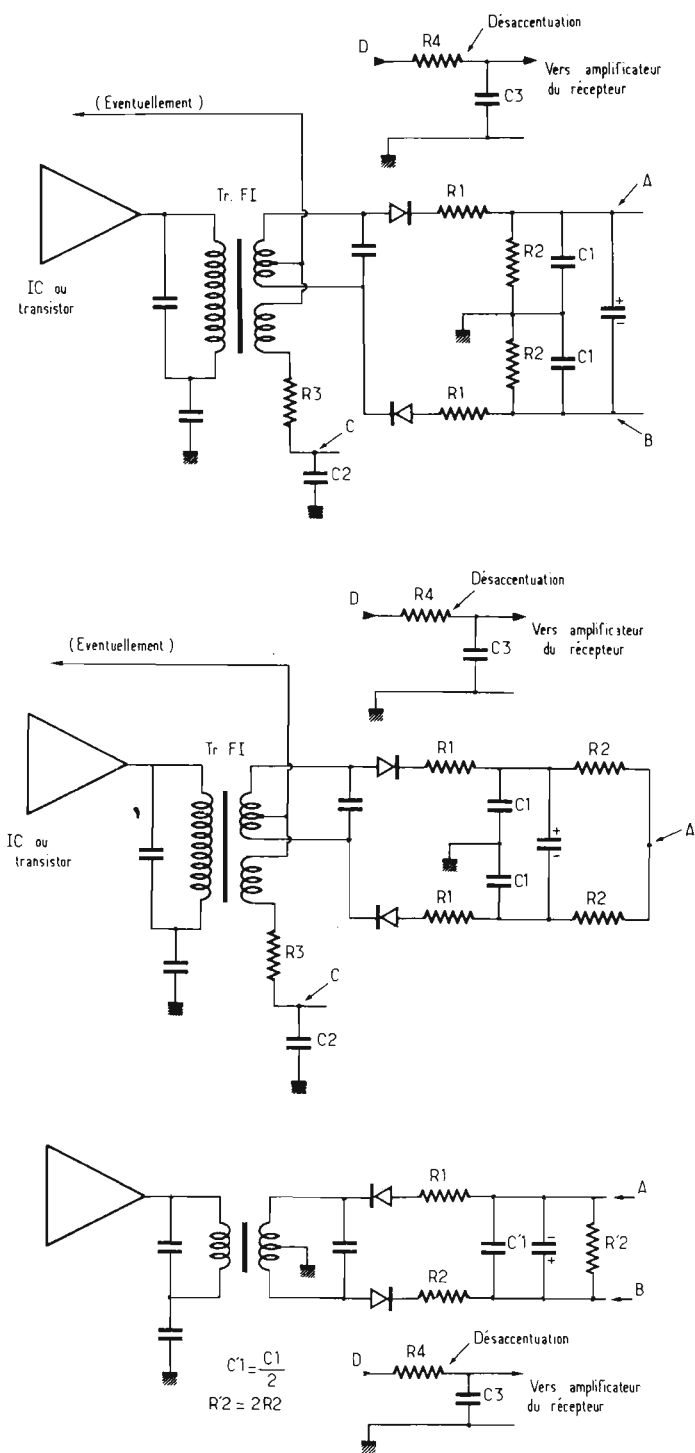 Désaccentuation
D
R4
Vers amplificateur
du récepteur
C3
(Eventuellement)
Tr. FI
R1
A
IC ou
transistor
R2
C1
+
−
R2
C1
R3
R1
C
B
C2
Désaccentuation
D
R4
Vers amplificateur
du récepteur
C3
(Eventuellement)
Tr FI
R1
R2
IC ou
transistor
C1
+
−
A
C1
R1
R2
R3
C
C2
R1
A
C'1
−
+
R'2
R2
B
C'1 = C1
2
R'2 = 2R2
Désaccentuation
D
R4
Vers amplificateur
du récepteur
C3